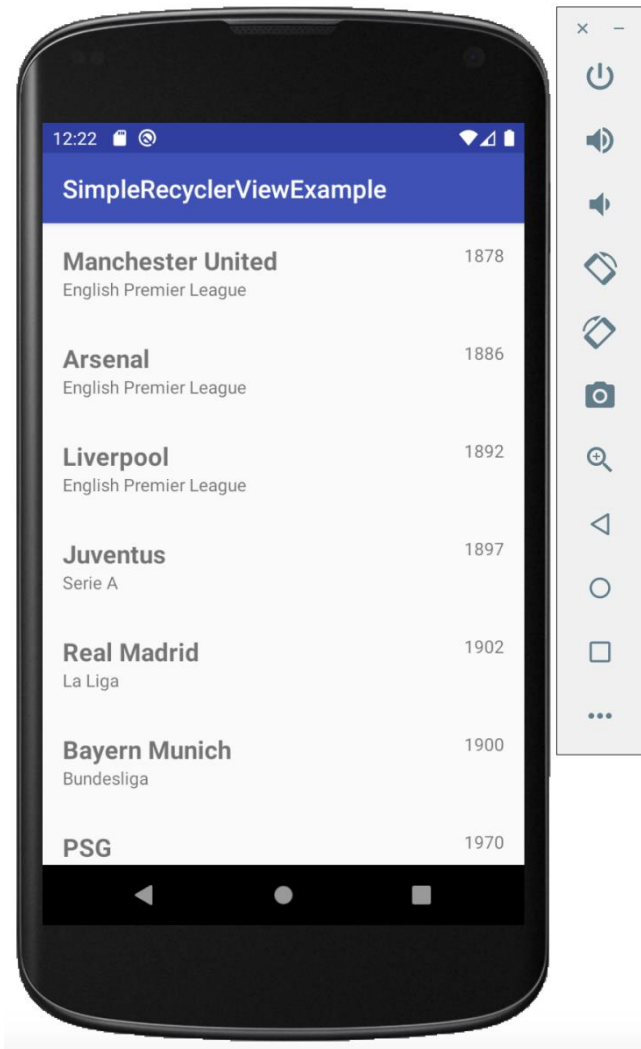 12:22
SimpleRecyclerViewExample
Manchester United 1878
English Premier League
Arsenal 1886
English Premier League
Liverpool 1892
English Premier League
Juventus 1897
Serie A
Real Madrid 1902
La Liga
Bayern Munich 1900
Bundesliga
PSG 1970